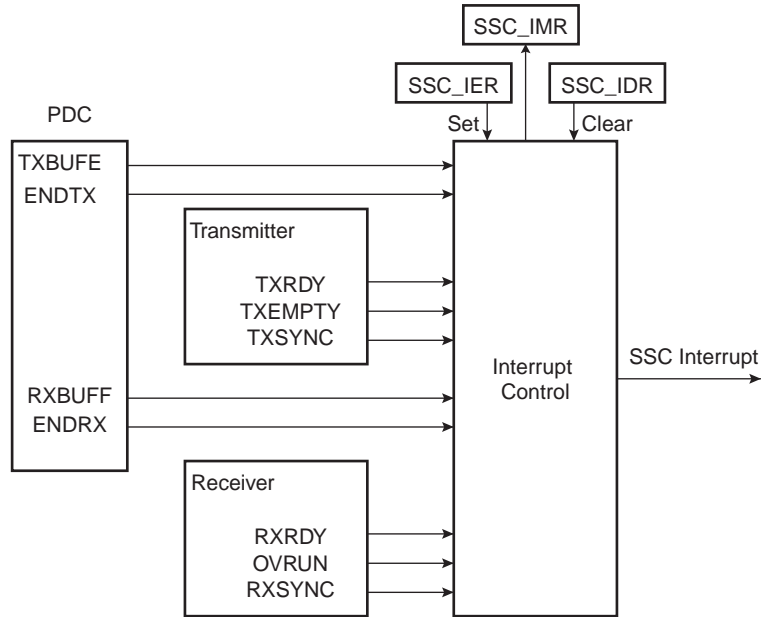 SSC_IMR
SSC_IER
SSC_IDR
PDC
Set
Clear
TXBUFE
ENDTX
Transmitter
TXRDY
TXEMPTY
TXSYNC
RXBUFF
ENDRX
Interrupt
Control
SSC Interrupt
Receiver
RXRDY
OVRUN
RXSYNC